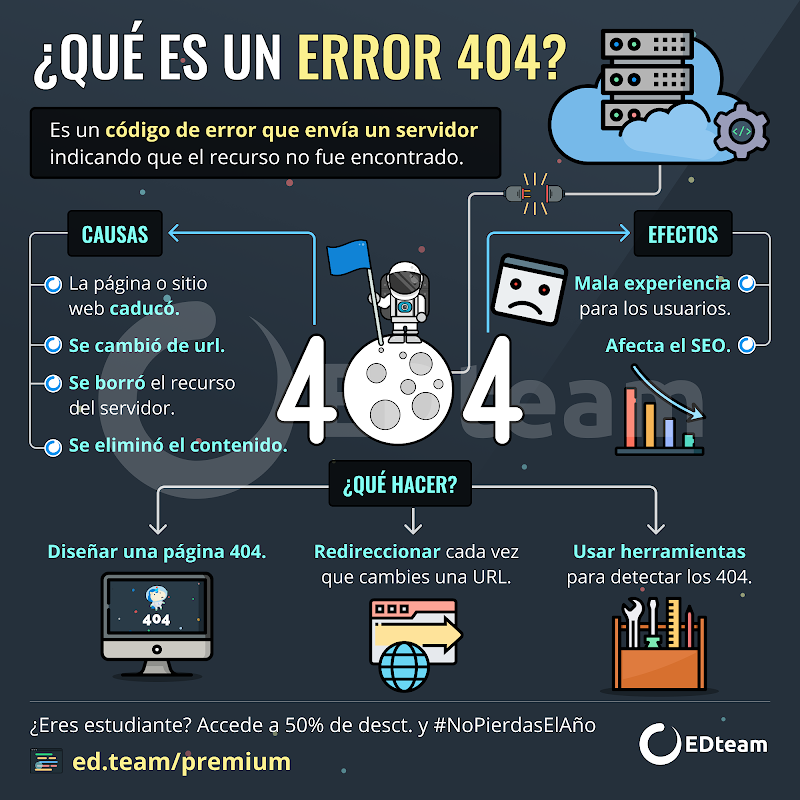 ¿QUÉ ES UN ERROR 404?
Es un código de error que envía un servidor
indicando que el recurso no fue encontrado.
CAUSAS
La página o sitio
web caducó.
Se cambió de url.
Se borró el recurso
del servidor.
Se eliminó el contenido.
EFECTOS
Mala experiencia
para los usuarios.
Afecta el SEO.
</>
4 4
EDteam
¿QUÉ HACER?
Diseñar una página 404.
404
Redireccionar cada vez
que cambies una URL.
Usar herramientas
para detectar los 404.
¿Eres estudiante? Accede a 50% de desct. y #NoPierdasElAño
ed.team/premium
EDteam